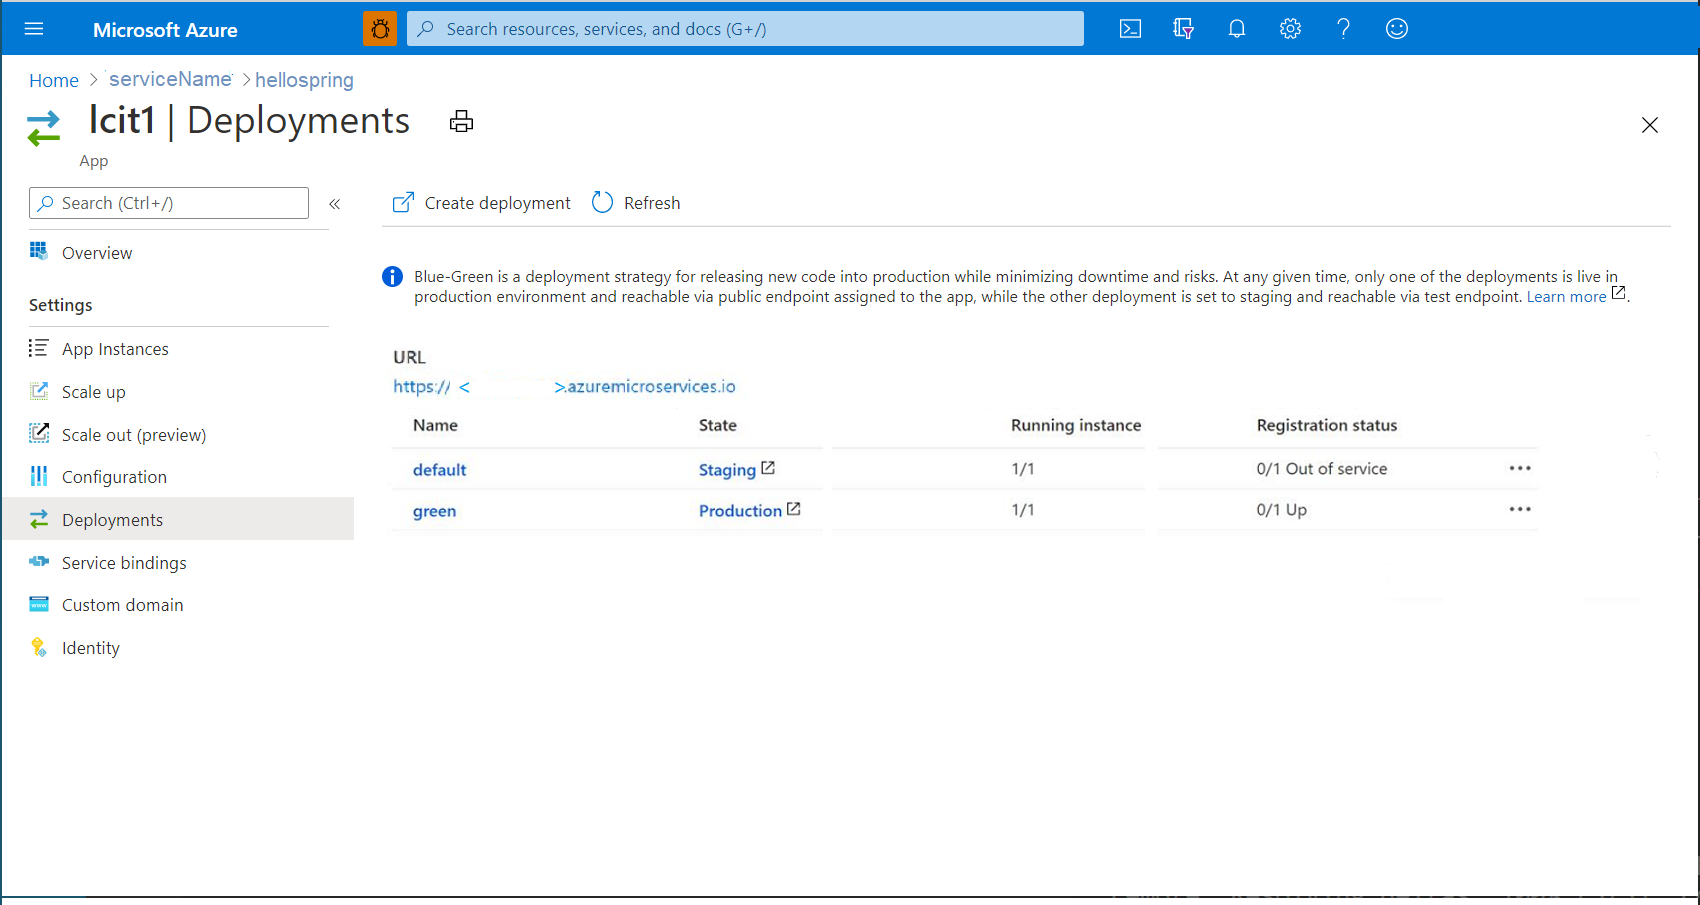 Microsoft Azure
Search resources, services, and docs (G+/)
Home > serviceName > hellospring
lcit1 | Deployments
App
Search (Ctrl+/)
«
Create deployment
Refresh
Overview
Settings
App Instances
Scale up
Scale out (preview)
Configuration
Deployments
Service bindings
Custom domain
Identity
Blue-Green is a deployment strategy for releasing new code into production while minimizing downtime and risks. At any given time, only one of the deployments is live in
production environment and reachable via public endpoint assigned to the app, while the other deployment is set to staging and reachable via test endpoint. Learn more.
URL
https:// < >.azuremicroservices.io
Name State Running instance Registration status
default Staging 1/1 0/1 Out of service •••
green Production 1/1 0/1 Up •••